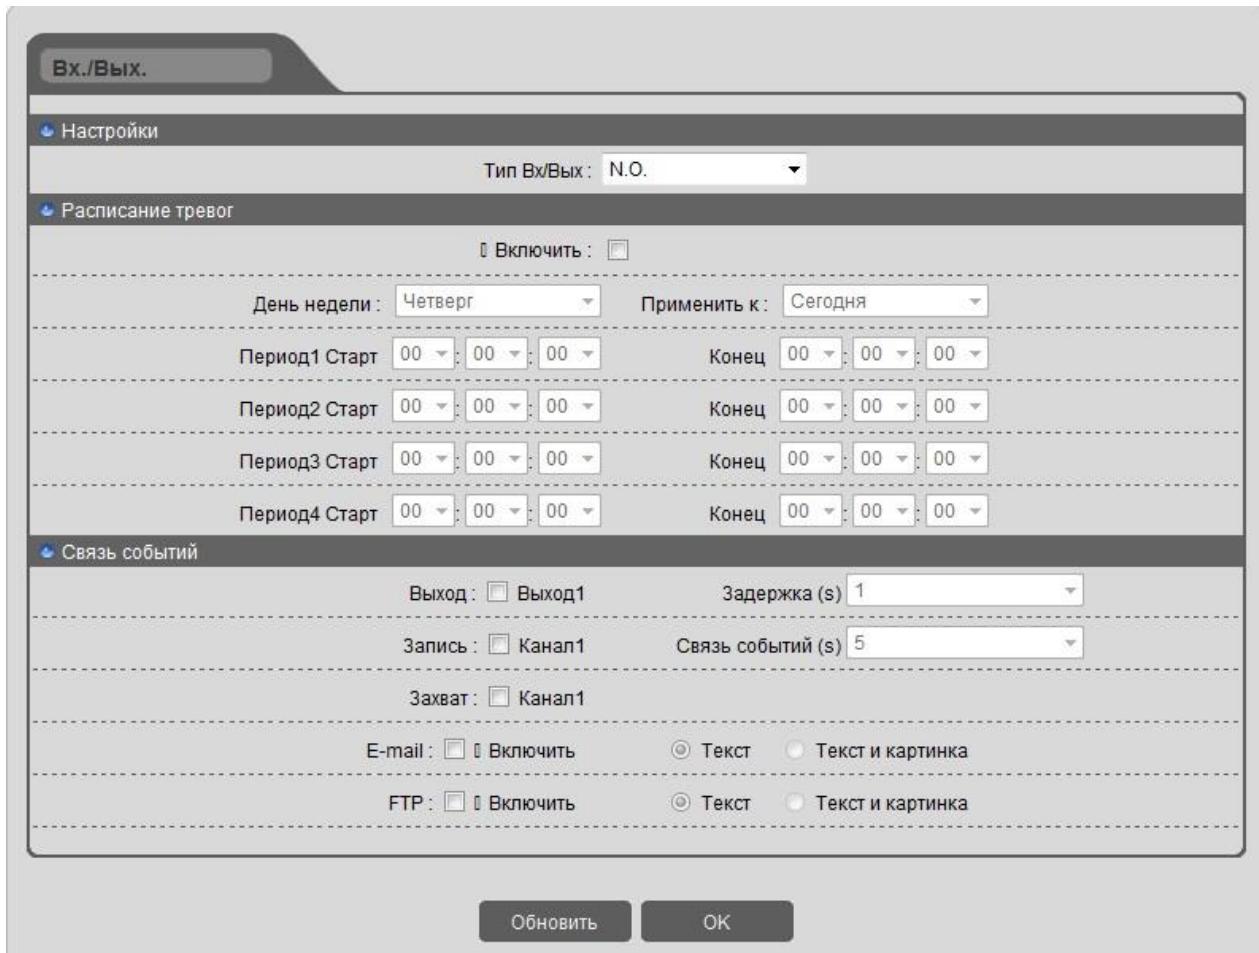 Вх./Вых.
Настройки
Тип Вх/Вых : N.O.
Расписание тревог
▯ Включить :
День недели : Четверг Применить к : Сегодня
Период1 Старт 00 : 00 : 00 Конец 00 : 00 : 00
Период2 Старт 00 : 00 : 00 Конец 00 : 00 : 00
Период3 Старт 00 : 00 : 00 Конец 00 : 00 : 00
Период4 Старт 00 : 00 : 00 Конец 00 : 00 : 00
Связь событий
Выход : Выход1 Задержка (s) 1
Запись : Канал1 Связь событий (s) 5
Захват : Канал1
E-mail : ▯ Включить Текст Текст и картинка
FTP : ▯ Включить Текст Текст и картинка
Обновить OK